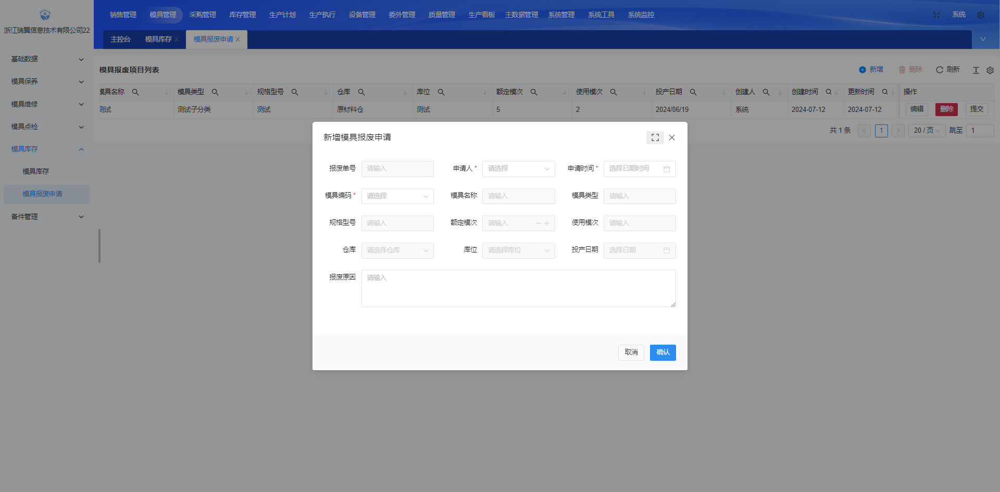 浙江瑞翼信息技术有限公司22
销售管理 模具管理 采购管理 库存管理 生产计划 生产执行 设备管理 委外管理 质量管理 生产看板 主数据管理 系统管理 系统工具 系统监控 系统
主控台 模具库存 模具报废申请
基础数据
模具保养
模具维修
模具点检
模具库存
模具库存
模具报废申请
备件管理
模具报废项目列表 新增 删除 刷新
模具名称 模具类型 规格型号 仓库 库位 额定模次 使用模次 投产日期 创建人 创建时间 更新时间 操作
测试 测试子分类 测试 原材料仓 测试 5 2 2024/06/19 系统 2024-07-12 2024-07-12 编辑 删除 提交
共 1 条 1 20 / 页 跳至 1
新增模具报废申请
报废单号 请输入 申请人 * 请选择 申请时间 * 选择日期时间
模具编码 * 请选择 模具名称 请输入 模具类型 请输入
规格型号 请输入 额定模次 请输入 使用模次 请输入
仓库 请选择仓库 库位 请选择库位 投产日期 选择日期
报废原因 请输入
取消 确认